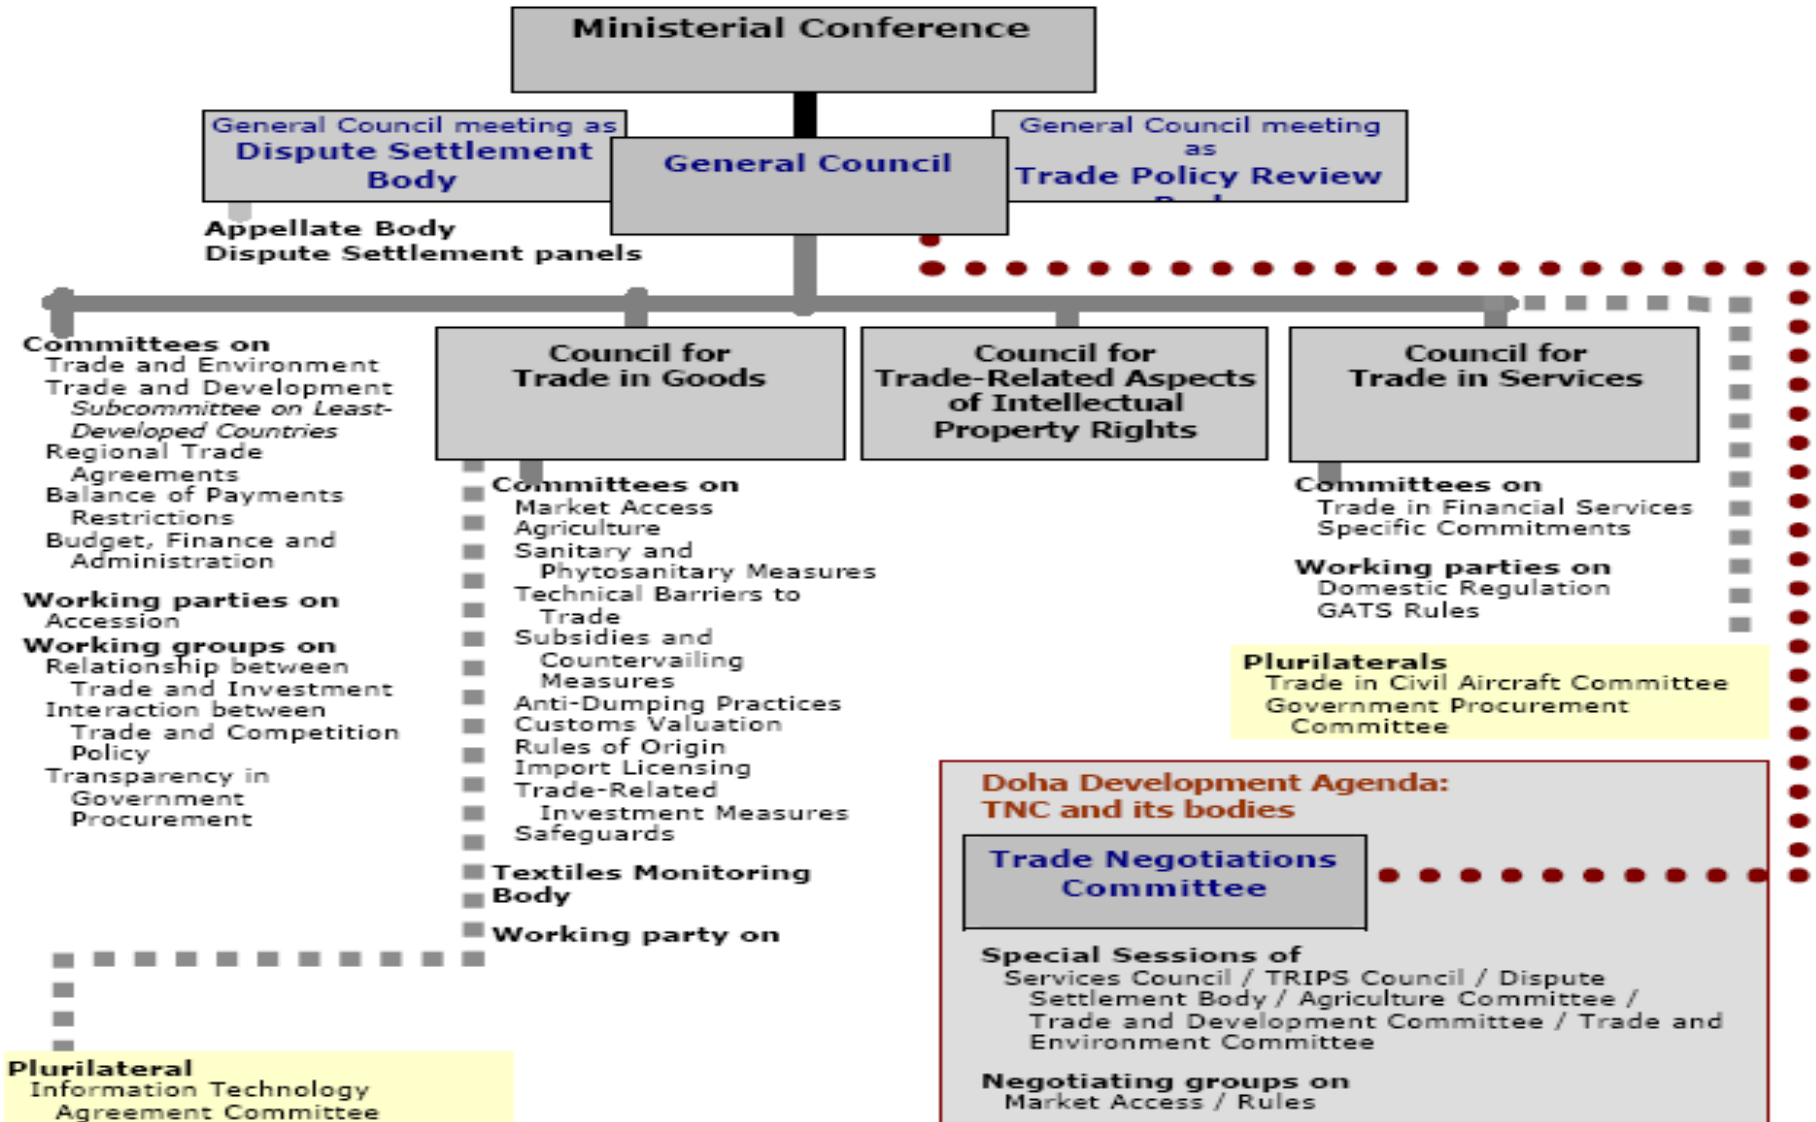 Ministerial Conference
General Council meeting as
Dispute Settlement
Body
General Council
General Council meeting
as
Trade Policy Review
Appellate Body
Dispute Settlement panels
Committees on
Trade and Environment
Trade and Development
Subcommittee on Least-
Developed Countries
Regional Trade
Agreements
Balance of Payments
Restrictions
Budget, Finance and
Administration
Working parties on
Accession
Working groups on
Relationship between
Trade and Investment
Interaction between
Trade and Competition
Policy
Transparency in
Government
Procurement
Council for
Trade in Goods
Committees on
Market Access
Agriculture
Sanitary and
Phytosanitary Measures
Technical Barriers to
Trade
Subsidies and
Countervailing
Measures
Anti-Dumping Practices
Customs Valuation
Rules of Origin
Import Licensing
Trade-Related
Investment Measures
Safeguards
Textiles Monitoring
Body
Working party on
Plurilateral
Information Technology
Agreement Committee
Council for
Trade-Related Aspects
of Intellectual
Property Rights
Council for
Trade in Services
Committees on
Trade in Financial Services
Specific Commitments
Working parties on
Domestic Regulation
GATS Rules
Plurilaterals
Trade in Civil Aircraft Committee
Government Procurement
Committee
Doha Development Agenda:
TNC and its bodies
Trade Negotiations
Committee
Special Sessions of
Services Council / TRIPS Council / Dispute
Settlement Body / Agriculture Committee /
Trade and Development Committee / Trade and
Environment Committee
Negotiating groups on
Market Access / Rules